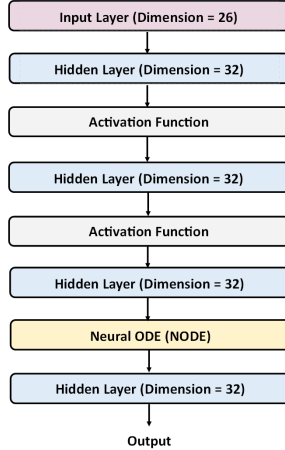 Input Layer (Dimension = 26)
Hidden Layer (Dimension = 32)
Activation Function
Hidden Layer (Dimension = 32)
Activation Function
Hidden Layer (Dimension = 32)
Neural ODE (NODE)
Hidden Layer (Dimension = 32)
Output